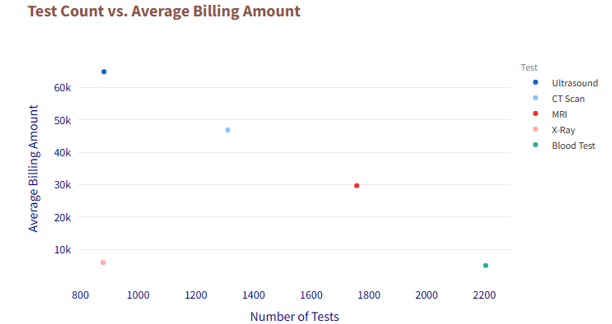 Test Count vs. Average Billing Amount
Test
Ultrasound
CT Scan
MRI
X-Ray
Blood Test
Average Billing Amount
60k
50k
40k
30k
20k
10k
800 1000 1200 1400 1600 1800 2000 2200
Number of Tests